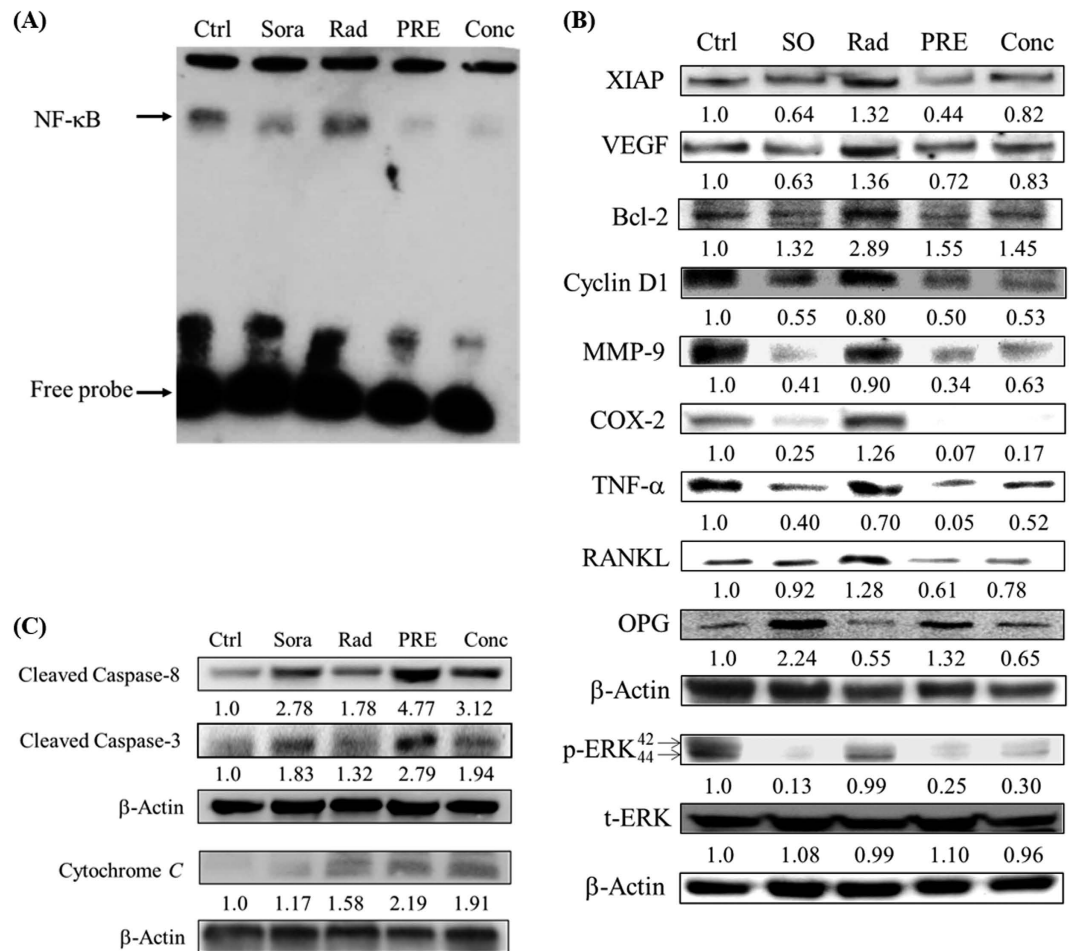 (A)
Ctrl Sora Rad PRE Conc
NF-κB
Free probe
(B)
Ctrl SO Rad PRE Conc
XIAP
1.0 0.64 1.32 0.44 0.82
VEGF
1.0 0.63 1.36 0.72 0.83
Bcl-2
1.0 1.32 2.89 1.55 1.45
Cyclin D1
1.0 0.55 0.80 0.50 0.53
MMP-9
1.0 0.41 0.90 0.34 0.63
COX-2
1.0 0.25 1.26 0.07 0.17
TNF-α
1.0 0.40 0.70 0.05 0.52
RANKL
1.0 0.92 1.28 0.61 0.78
OPG
1.0 2.24 0.55 1.32 0.65
β-Actin
p-ERK 42
44
1.0 0.13 0.99 0.25 0.30
t-ERK
1.0 1.08 0.99 1.10 0.96
β-Actin
(C)
Ctrl Sora Rad PRE Conc
Cleaved Caspase-8
1.0 2.78 1.78 4.77 3.12
Cleaved Caspase-3
1.0 1.83 1.32 2.79 1.94
β-Actin
Cytochrome C
1.0 1.17 1.58 2.19 1.91
β-Actin